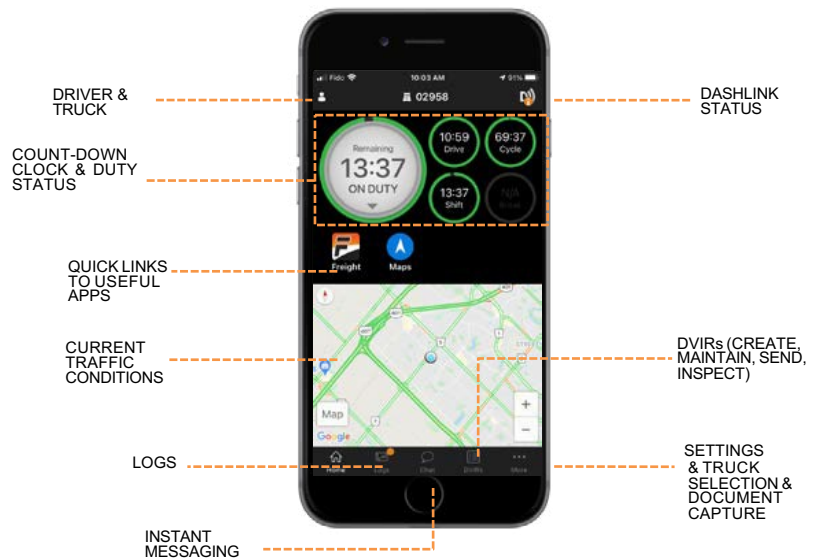 Fido
10:03 AM
91%
02958
DRIVER &
TRUCK
DASHLINK
STATUS
COUNT-DOWN
CLOCK & DUTY
STATUS
Remaining
13:37
ON DUTY
10:59
Drive
69:37
Cycle
13:37
Shift
N/A
Break
QUICK LINKS
TO USEFUL
APPS
Freight
Maps
CURRENT
TRAFFIC
CONDITIONS
DVIRs (CREATE,
MAINTAIN, SEND,
INSPECT)
Map
+
−
Google
LOGS
Home
Logs
Chat
DVIRs
More
SETTINGS
& TRUCK
SELECTION &
DOCUMENT
CAPTURE
INSTANT
MESSAGING